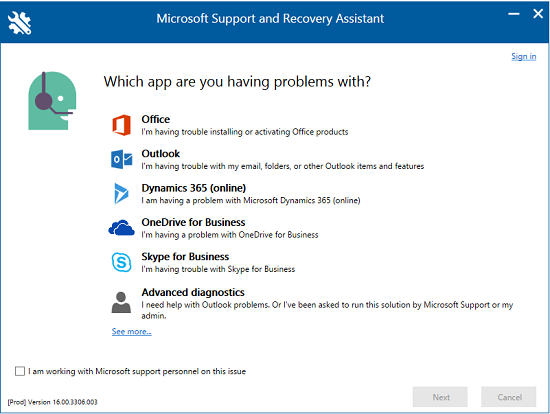 Microsoft Support and Recovery Assistant
Sign in
Which app are you having problems with?
Office
I'm having trouble installing or activating Office products
Outlook
I'm having trouble with my email, folders, or other Outlook items and features
Dynamics 365 (online)
I am having a problem with Microsoft Dynamics 365 (online)
OneDrive for Business
I'm having a problem with OneDrive for Business
Skype for Business
I'm having trouble with Skype for Business
Advanced diagnostics
I need help with Outlook problems. Or I've been asked to run this solution by Microsoft Support or my
admin.
See more...
I am working with Microsoft support personnel on this issue
[Prod] Version 16.00.3306.003
Next
Cancel